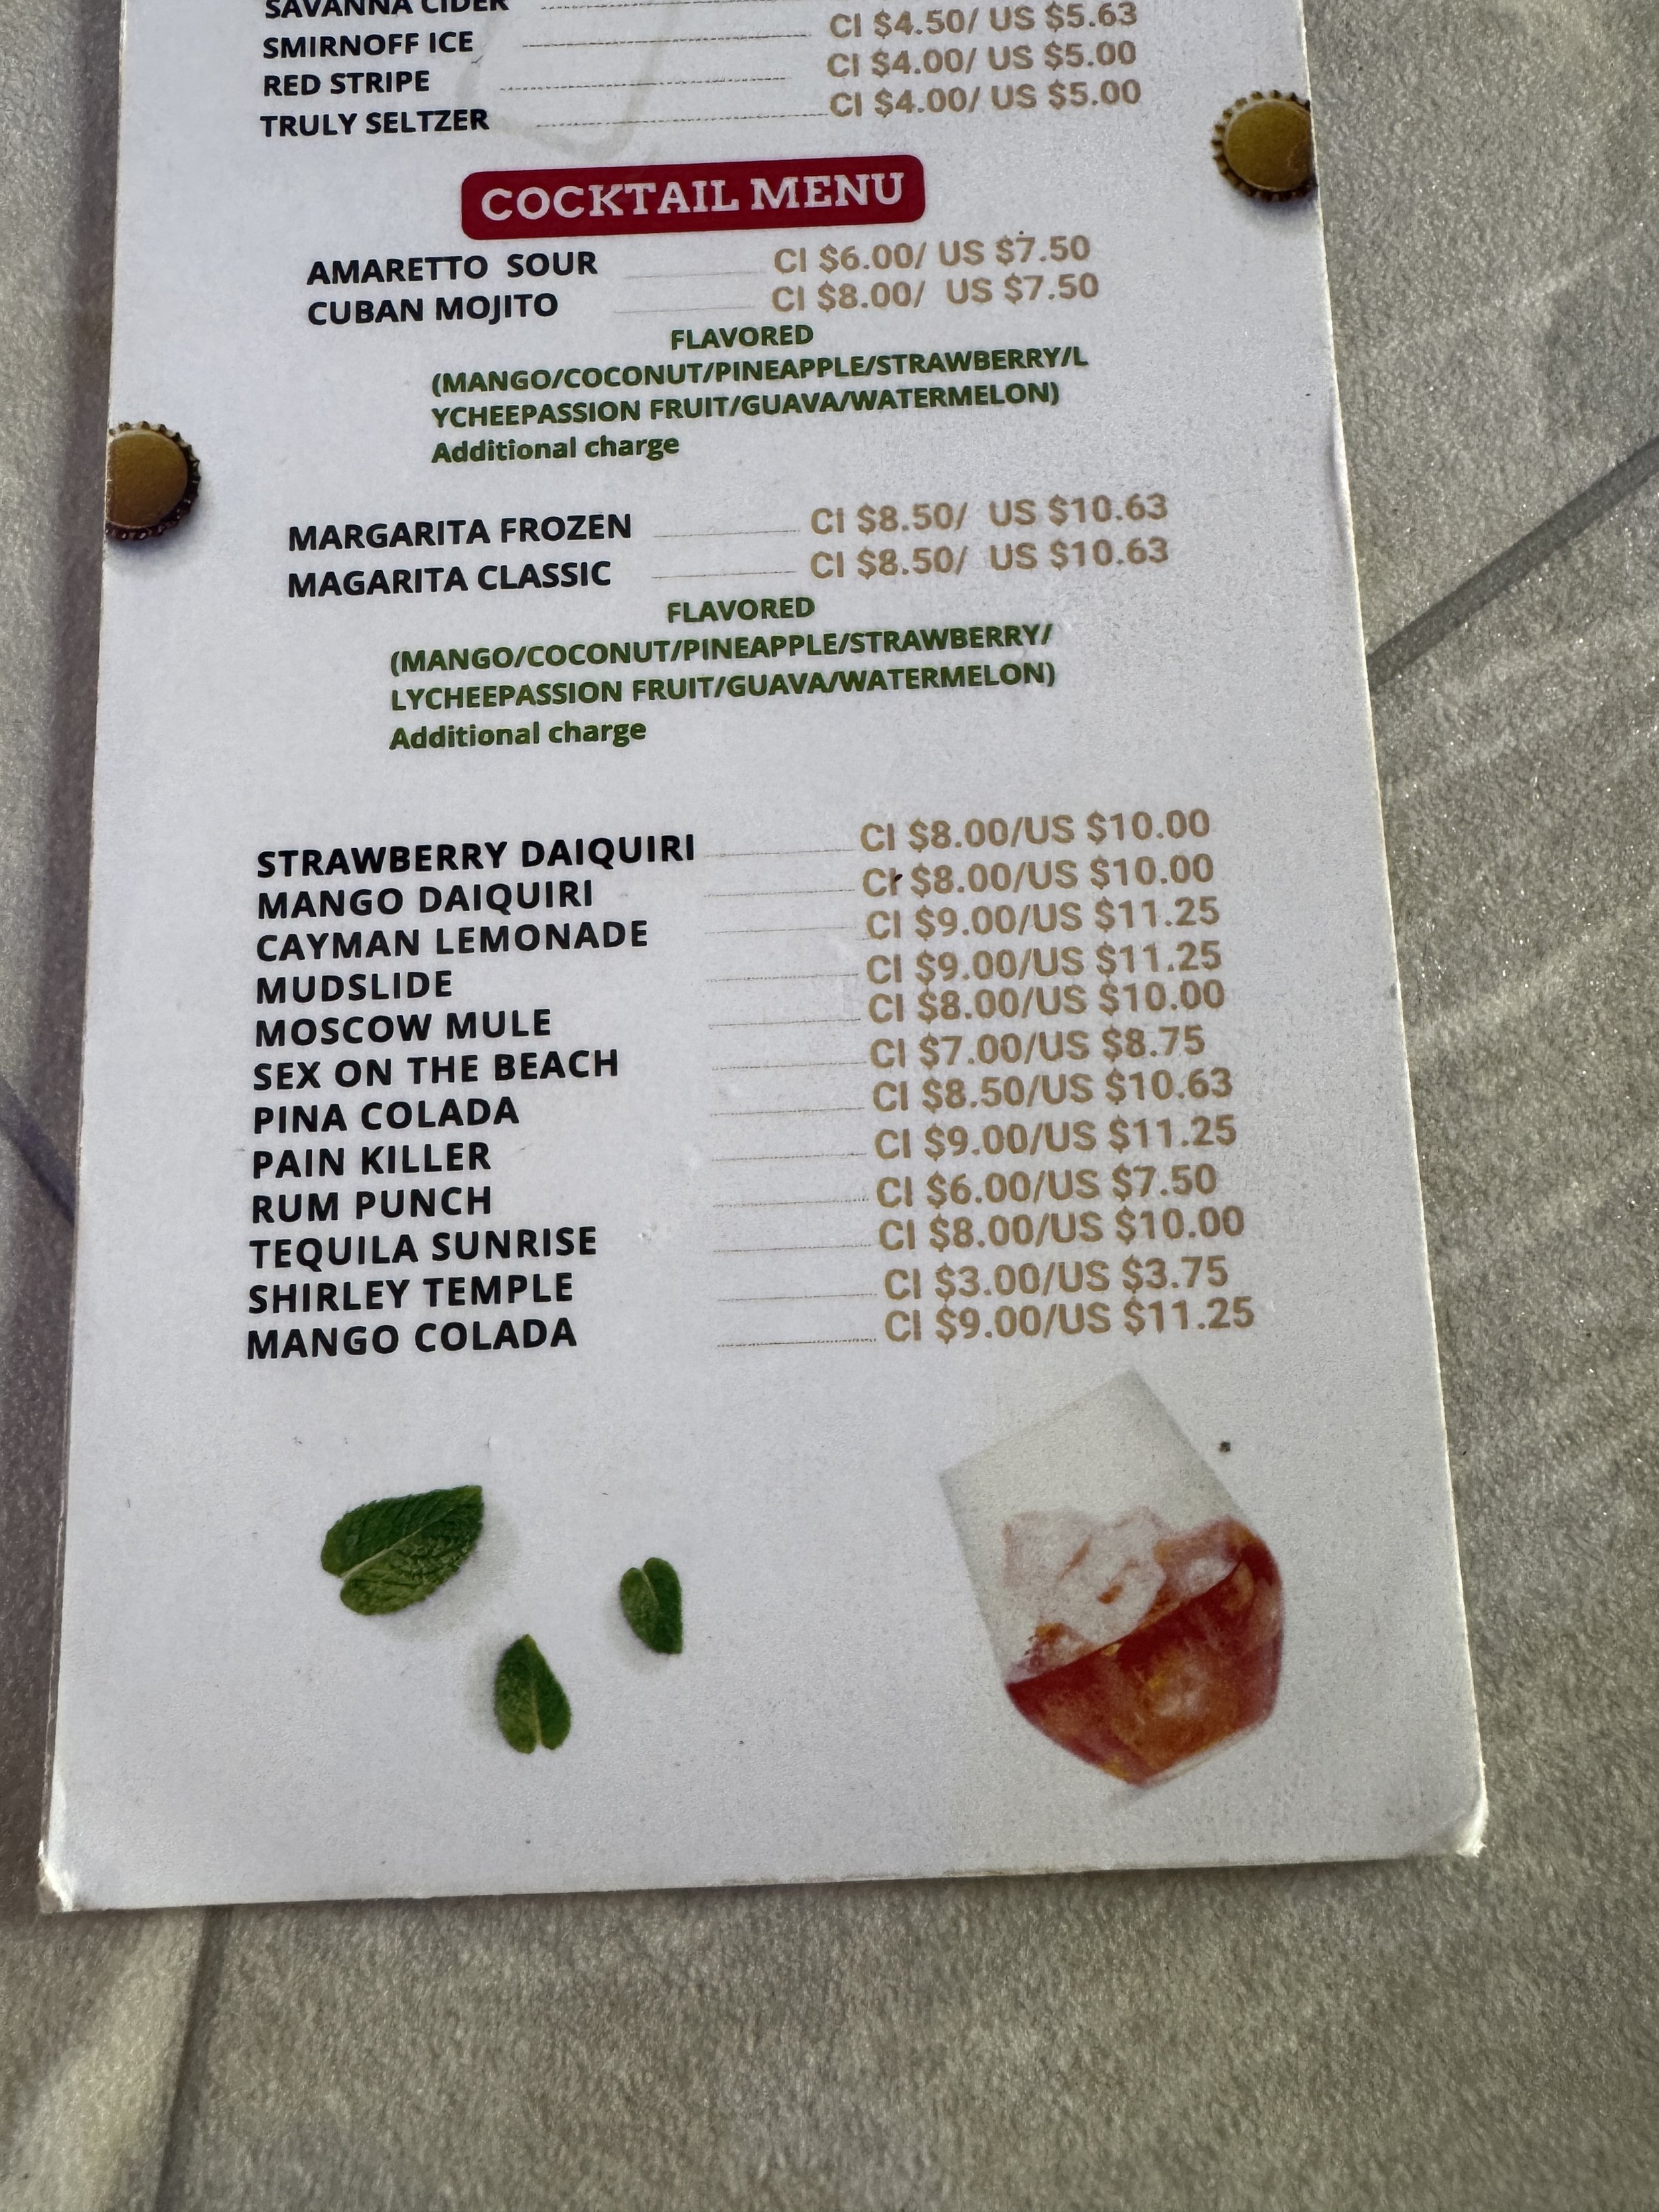 SAVANNA CIDER
SMIRNOFF ICE CI $4.50/ US $5.63
RED STRIPE CI $4.00/ US $5.00
TRULY SELTZER CI $4.00/ US $5.00
COCKTAIL MENU
AMARETTO SOUR CI $6.00/ US $7.50
CUBAN MOJITO CI $8.00/ US $7.50
FLAVORED
(MANGO/COCONUT/PINEAPPLE/STRAWBERRY/L
YCHEEPASSION FRUIT/GUAVA/WATERMELON)
Additional charge
MARGARITA FROZEN CI $8.50/ US $10.63
MAGARITA CLASSIC CI $8.50/ US $10.63
FLAVORED
(MANGO/COCONUT/PINEAPPLE/STRAWBERRY/
LYCHEEPASSION FRUIT/GUAVA/WATERMELON)
Additional charge
STRAWBERRY DAIQUIRI CI $8.00/US $10.00
MANGO DAIQUIRI CI $8.00/US $10.00
CAYMAN LEMONADE CI $9.00/US $11.25
MUDSLIDE CI $9.00/US $11.25
MOSCOW MULE CI $8.00/US $10.00
SEX ON THE BEACH CI $7.00/US $8.75
PINA COLADA CI $8.50/US $10.63
PAIN KILLER CI $9.00/US $11.25
RUM PUNCH CI $6.00/US $7.50
TEQUILA SUNRISE CI $8.00/US $10.00
SHIRLEY TEMPLE CI $3.00/US $3.75
MANGO COLADA CI $9.00/US $11.25